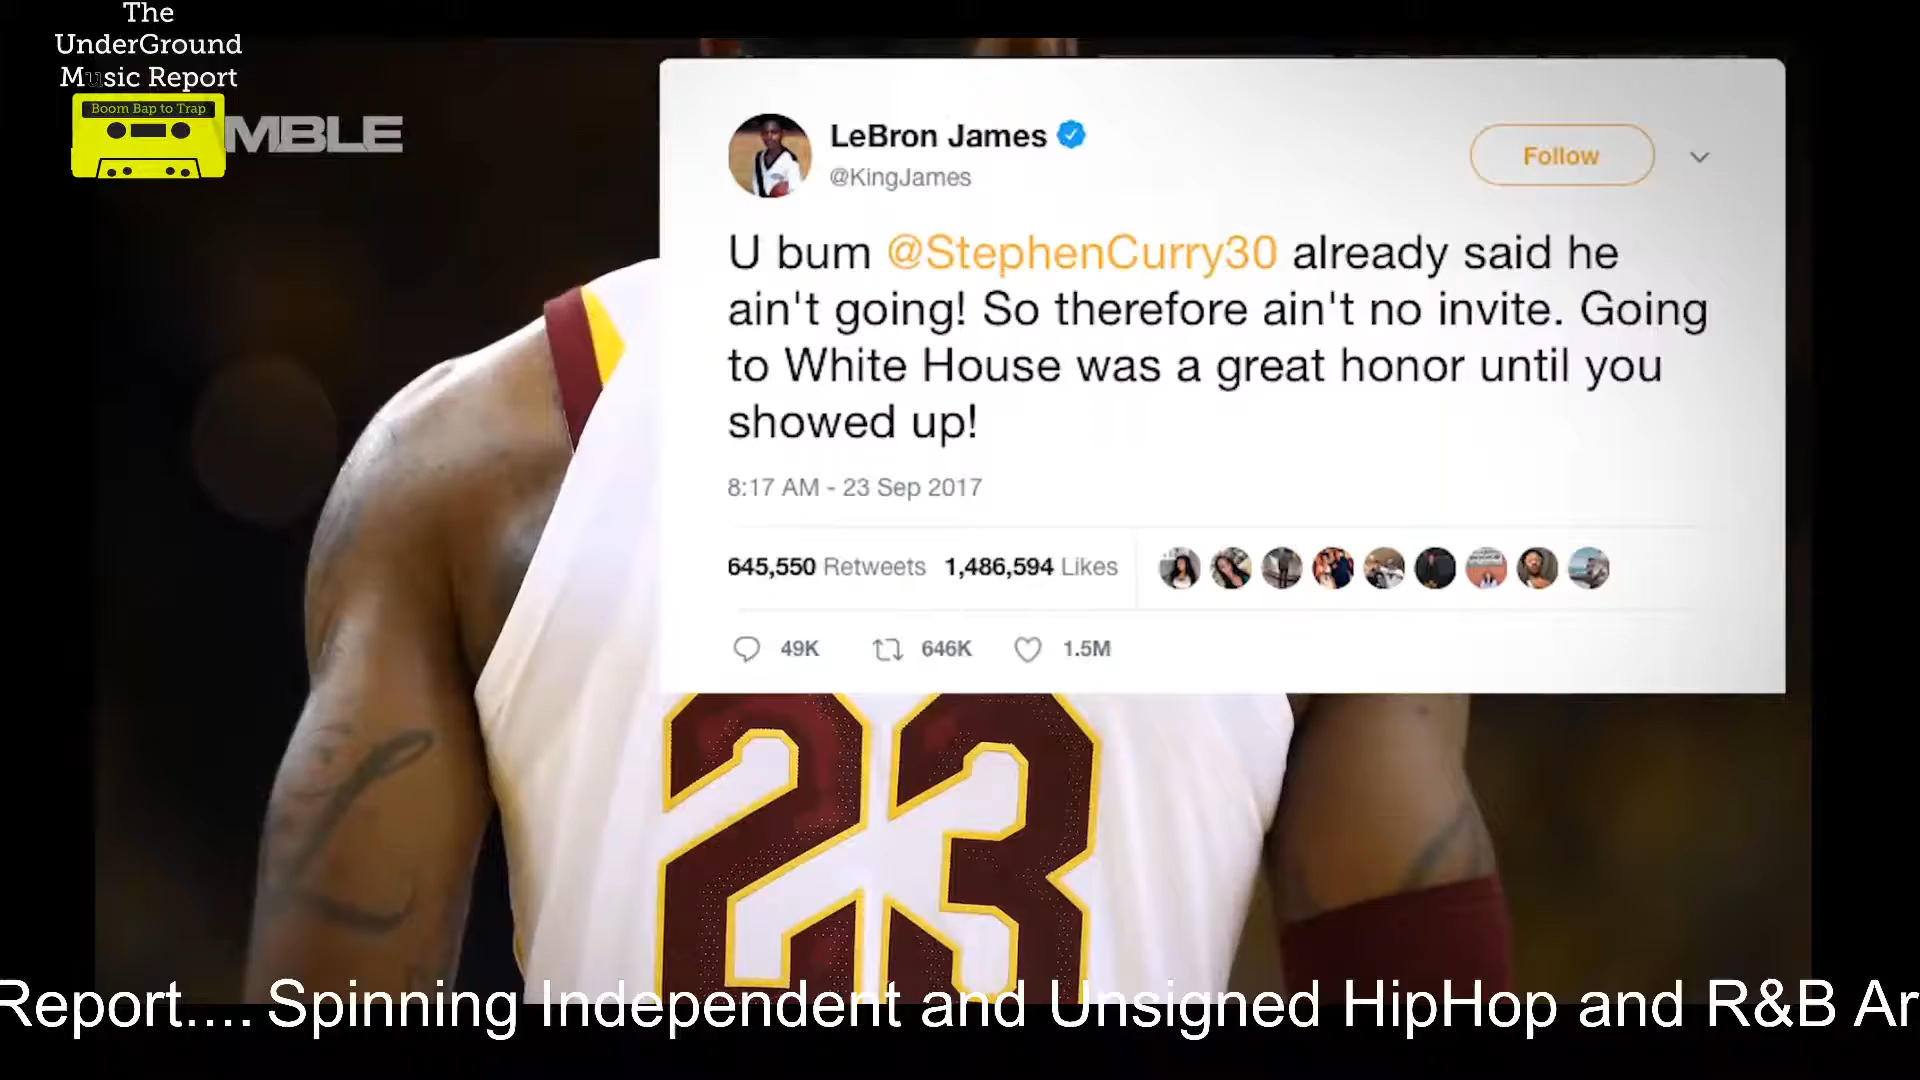 The
UnderGround
Music Report
Boom Bap to Trap
MBLE
LeBron James
@KingJames
Follow
U bum @StephenCurry30 already said he
ain't going! So therefore ain't no invite. Going
to White House was a great honor until you
showed up!
8:17 AM - 23 Sep 2017
645,550 Retweets 1,486,594 Likes
49K 646K 1.5M
23
Report.... Spinning Independent and Unsigned HipHop and R&B Ar